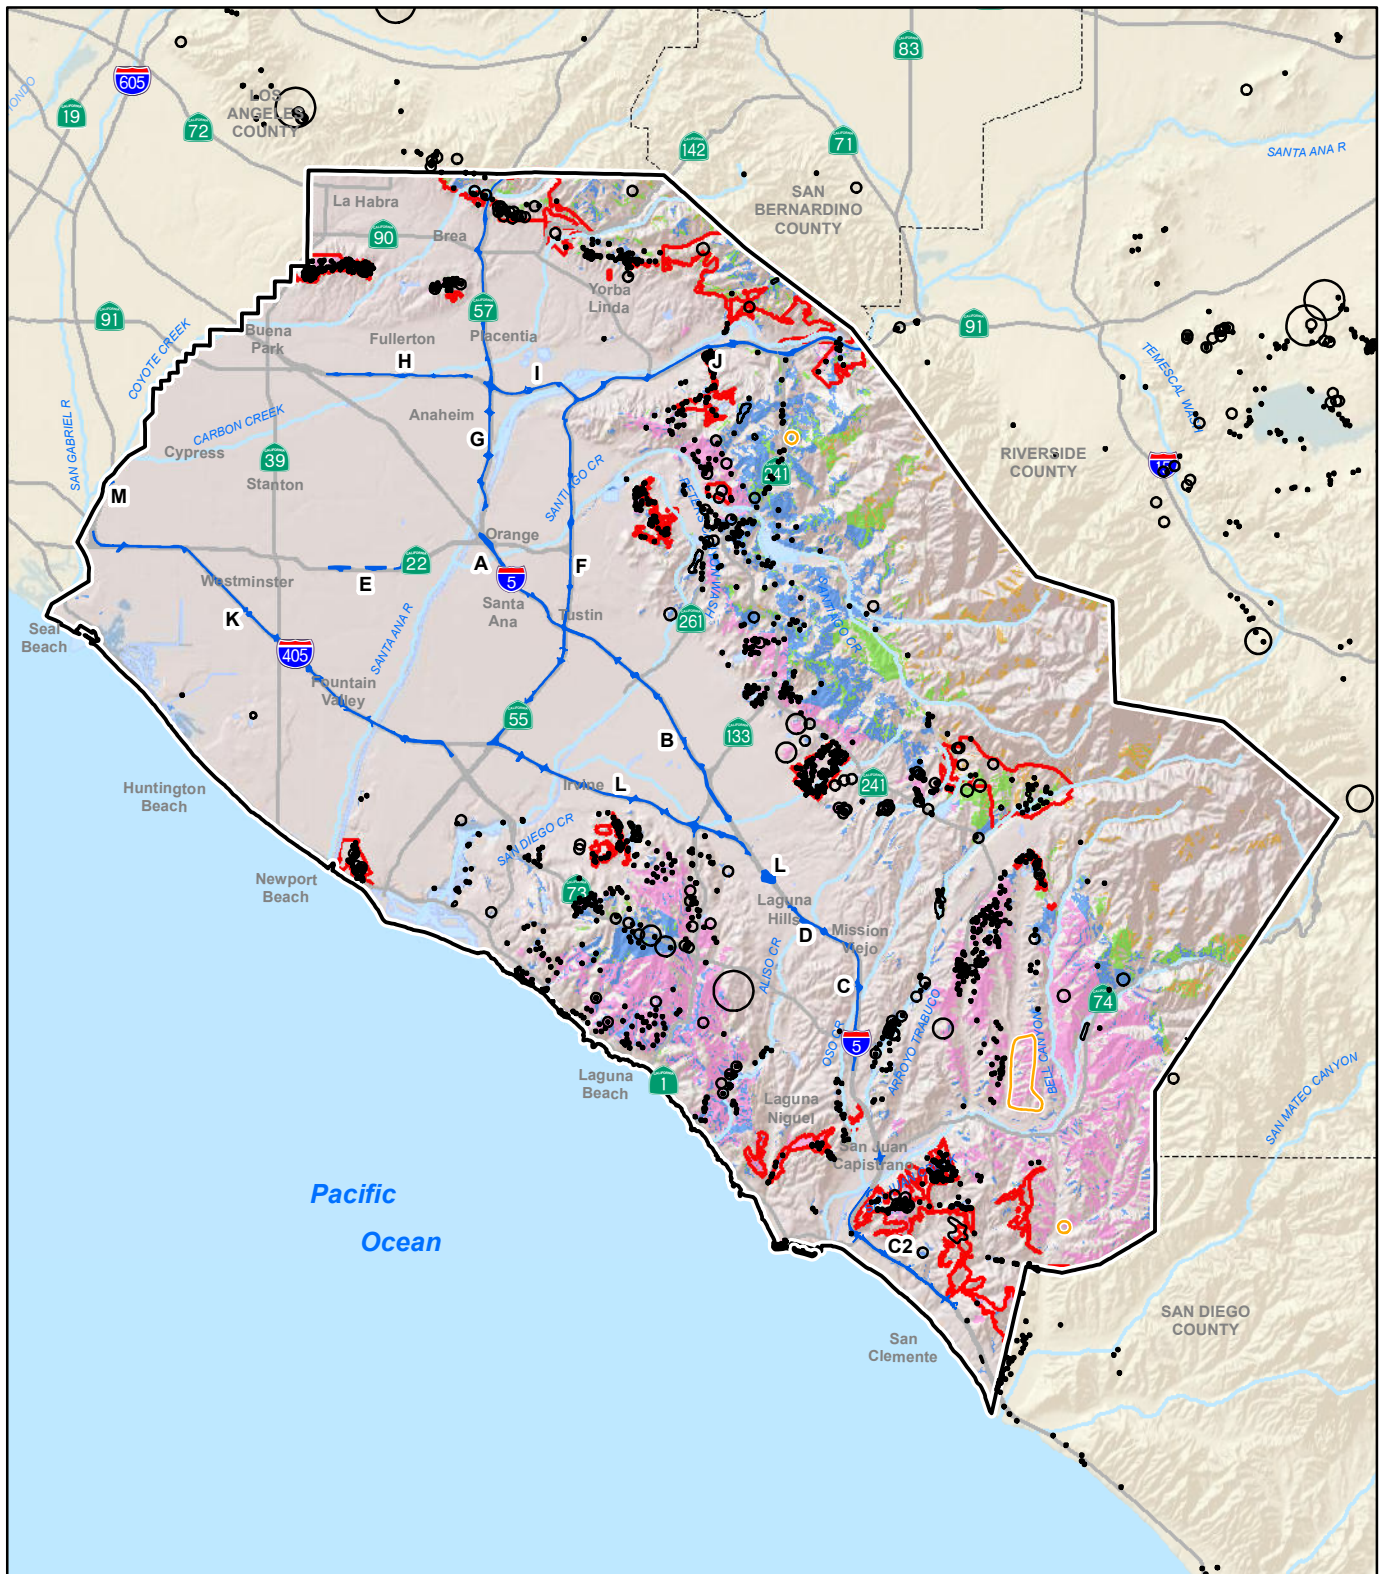 CALIFORNIA
83
605
LOS
ANGELES
COUNTY
19
72
142
71
SANTA ANA R
SAN
BERNARDINO
COUNTY
La Habra
90
Brea
57
Yorba
Linda
91
Buena
Park
Fullerton
Placentia
91
COYOTE CREEK
TEMESCAL WASH
H
I
J
Anaheim
CARBON CREEK
G
SAN GABRIEL R
Cypress
39
Stanton
241
RIVERSIDE
COUNTY
15
M
SANTIAGO CR
Orange
22
A
5
F
E
Westminster
Santa
Ana
Tustin
K
261
SANTIAGO CR
Seal
Beach
SANTA ANA R
405
Fountain
Valley
55
B
133
Huntington
Beach
Irvine
L
241
SAN DIEGO CR
Newport
Beach
73
L
Laguna
Hills
Mission
Viejo
D
ALISO CR
C
74
OSO CR
5
ARROYO TRABUCO
BELL CANYON
Laguna
Beach
1
Laguna
Niguel
SAN MATEO CANYON
San Juan
Capistrano
Pacific
Ocean
C2
SAN DIEGO
COUNTY
San
Clemente